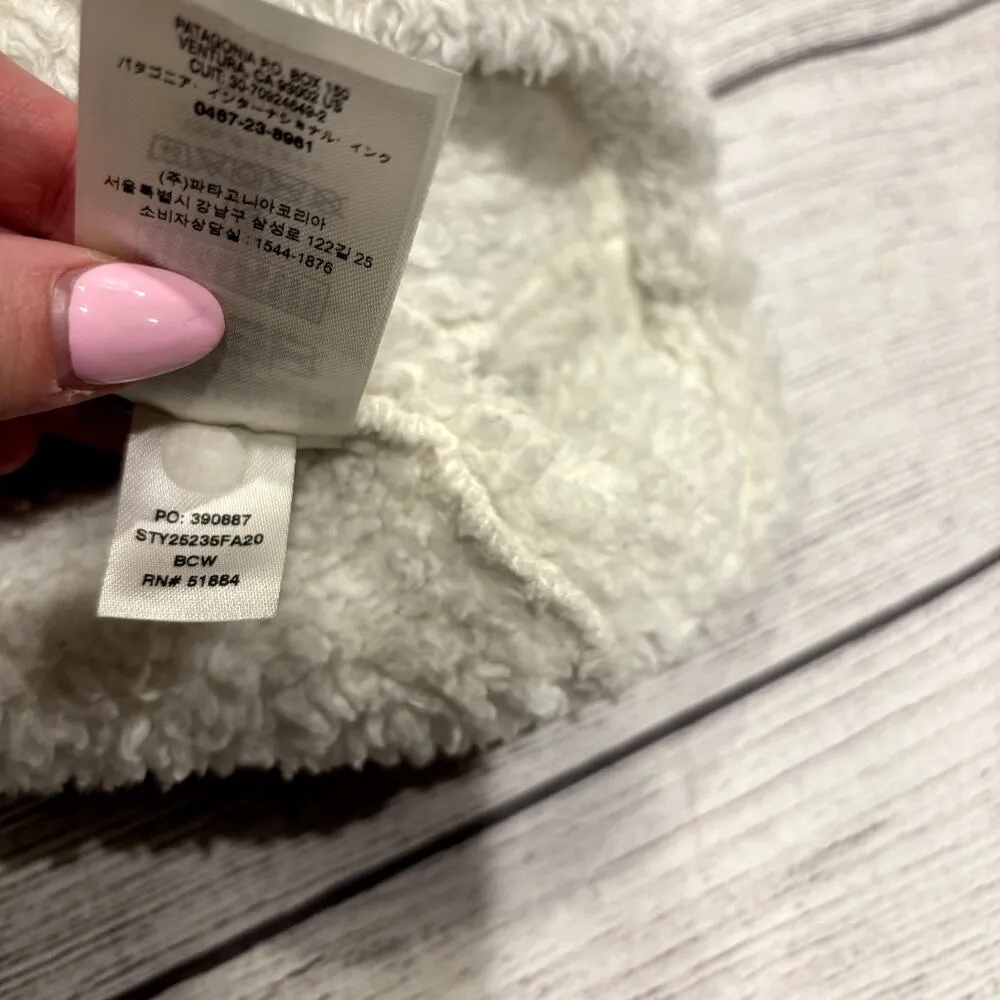 PATAGONIA P.O. BOX 150
VENTURA, CA 93002 US
CUIT: 30-70924649-2
パタゴニア・インターナショナル・インク
0467-23-8961
(주)파타고니아코리아
서울특별시 강남구 삼성로 122길 25
소비자상담실 : 1544-1876
PO: 390887
STY25235FA20
BCW
RN# 51884